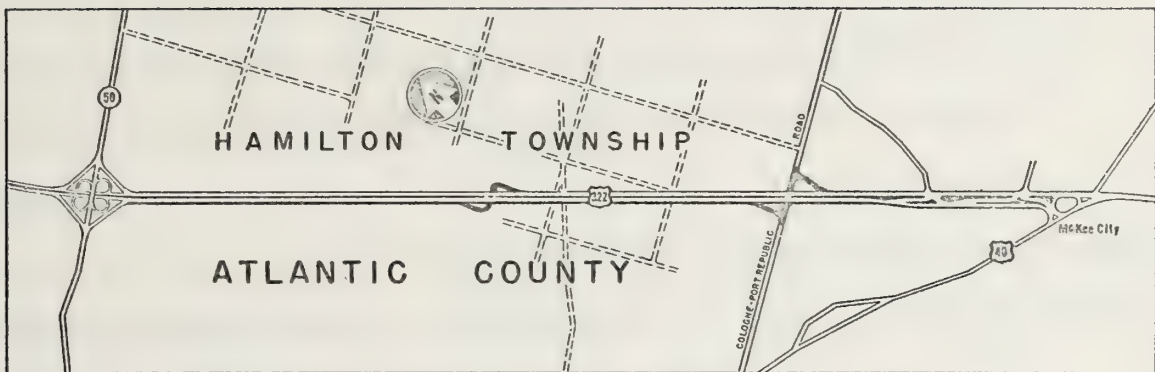 50
N
HAMILTON TOWNSHIP
ROAD
322
McKee City
40
ATLANTIC COUNTY
COLOGNE-PORT REPUBLIC